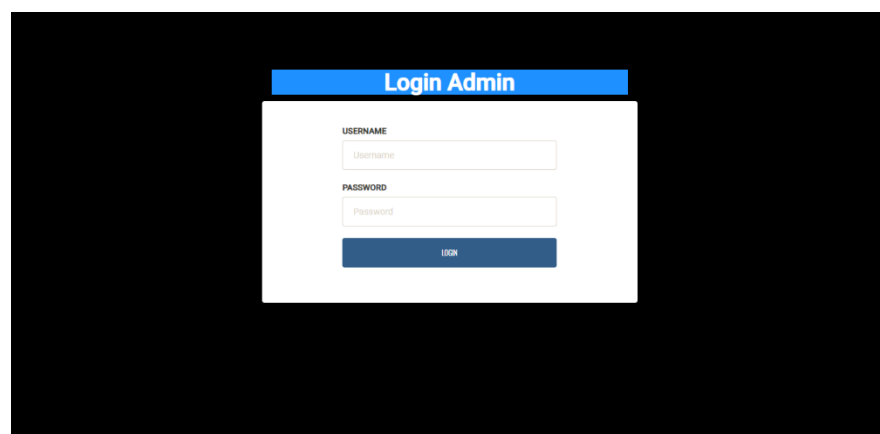 Login Admin
USERNAME
Username
PASSWORD
Password
LOGIN